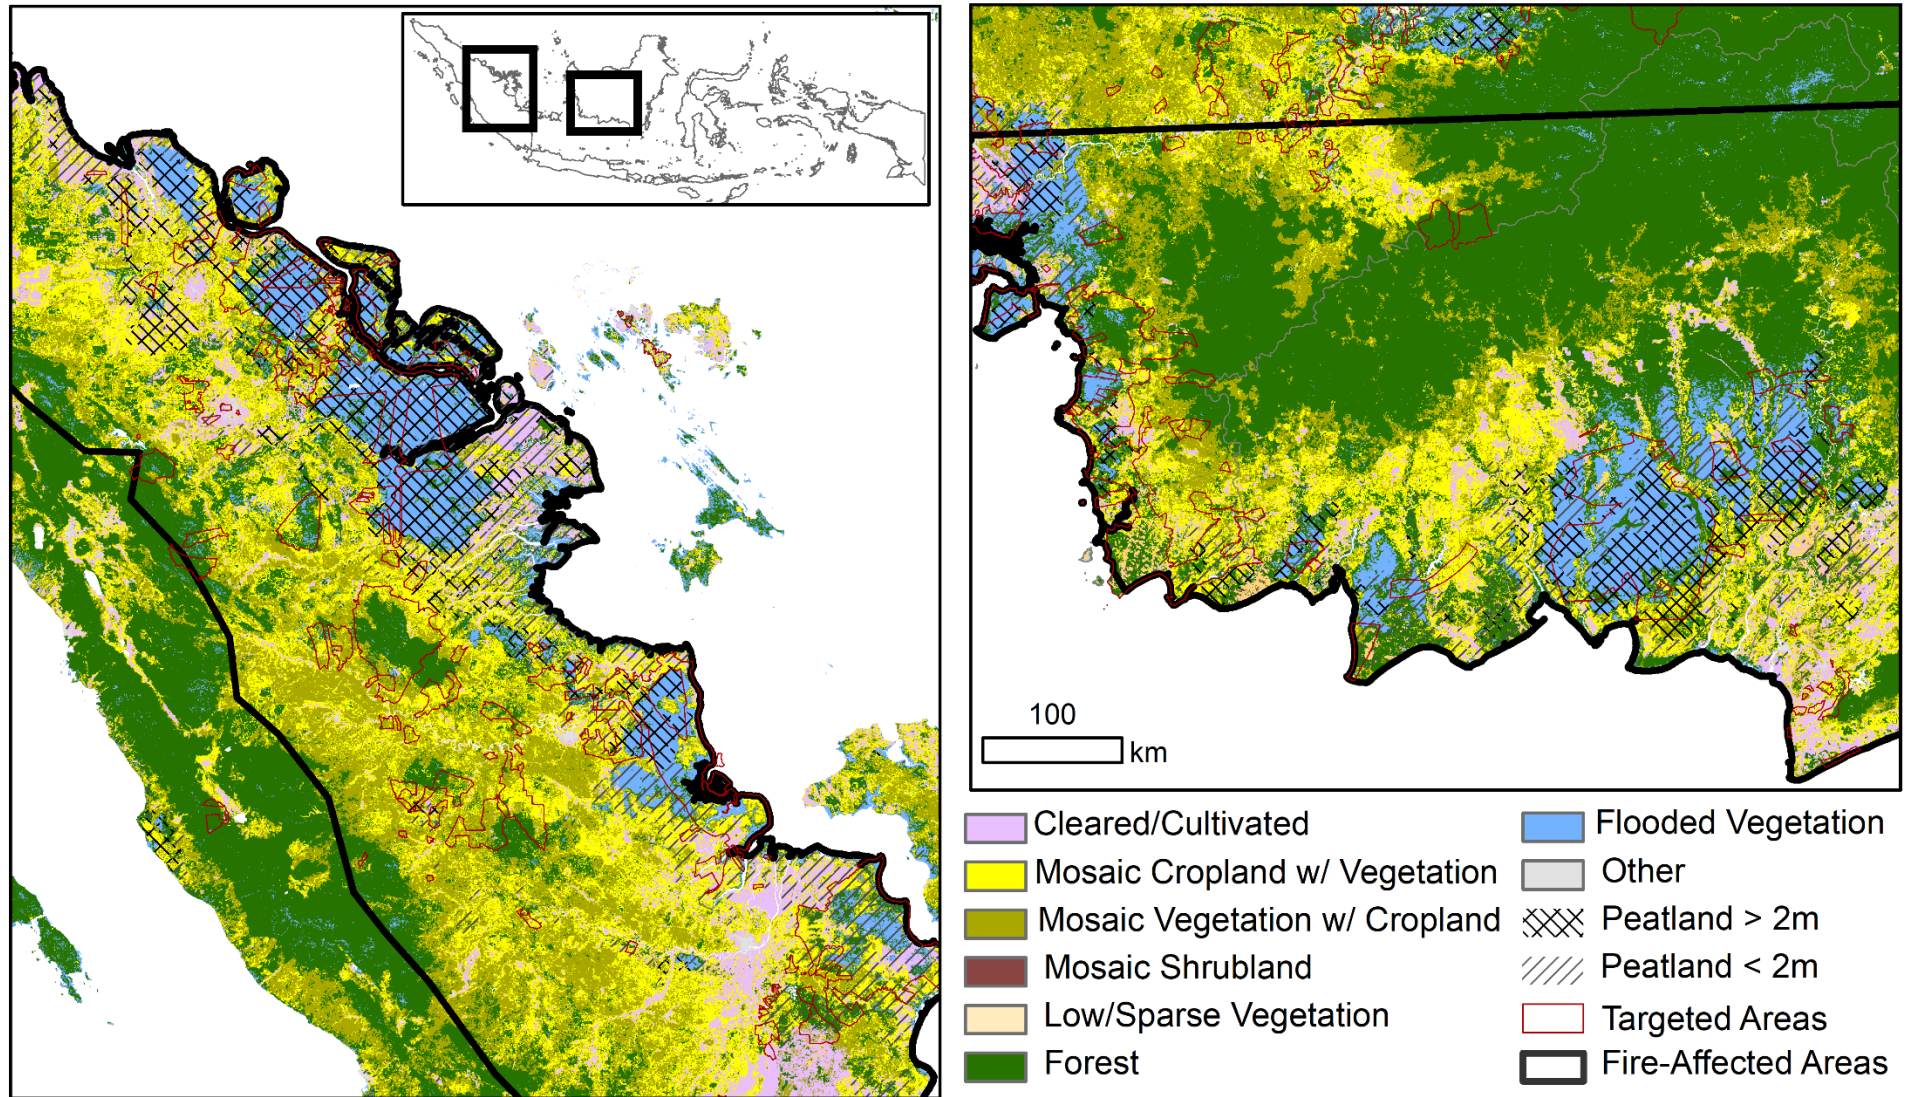 100
km
Cleared/Cultivated
Mosaic Cropland w/ Vegetation
Mosaic Vegetation w/ Cropland
Mosaic Shrubland
Low/Sparse Vegetation
Forest
Flooded Vegetation
Other
Peatland > 2m
Peatland < 2m
Targeted Areas
Fire-Affected Areas